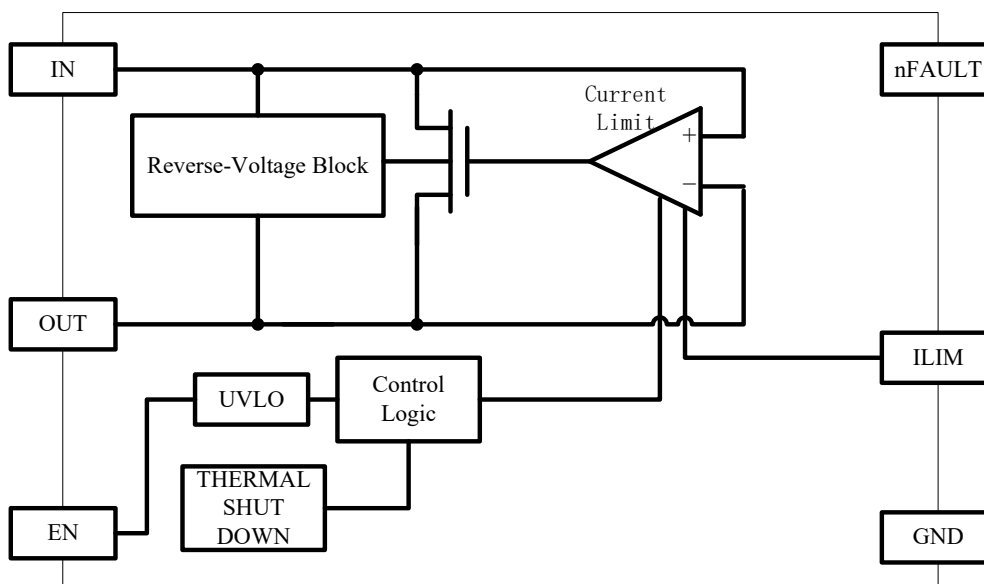 IN
nFAULT
Current
Limit
+
Reverse-Voltage Block
−
OUT
ILIM
UVLO
Control
Logic
THERMAL
SHUT
DOWN
EN
GND